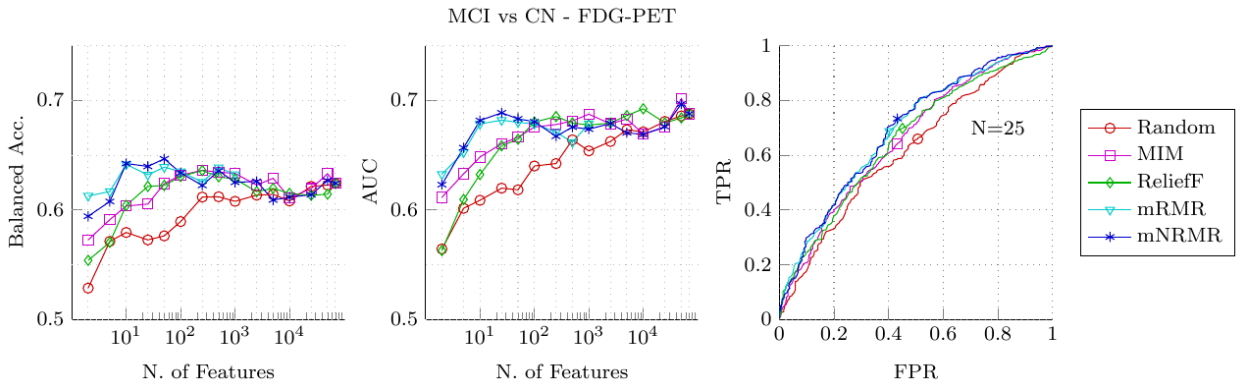 MCI vs CN - FDG-PET
Balanced Acc.
0.7
0.6
0.5
10^1 10^2 10^3 10^4
N. of Features
AUC
0.7
0.6
0.5
10^1 10^2 10^3 10^4
N. of Features
TPR
1
0.8
0.6
0.4
0.2
0
0 0.2 0.4 0.6 0.8 1
FPR
N=25
Random
MIM
ReliefF
mRMR
mNRMR